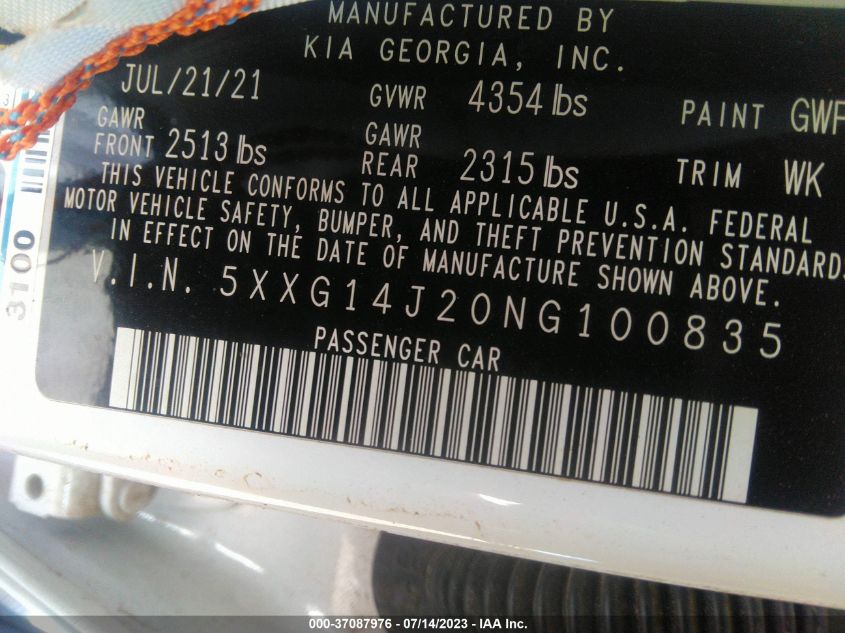 MANUFACTURED BY
KIA GEORGIA, INC.
JUL/21/21 GVWR 4354 lbs PAINT GWP
GAWR FRONT 2513 lbs GAWR REAR 2315 lbs TRIM WK
THIS VEHICLE CONFORMS TO ALL APPLICABLE U.S.A. FEDERAL
MOTOR VEHICLE SAFETY, BUMPER, AND THEFT PREVENTION STANDARDS
IN EFFECT ON THE DATE OF MANUFACTURE SHOWN ABOVE.
V.I.N. 5XXG14J20NG100835
PASSENGER CAR
3100
000-37087976 - 07/14/2023 - IAA Inc.